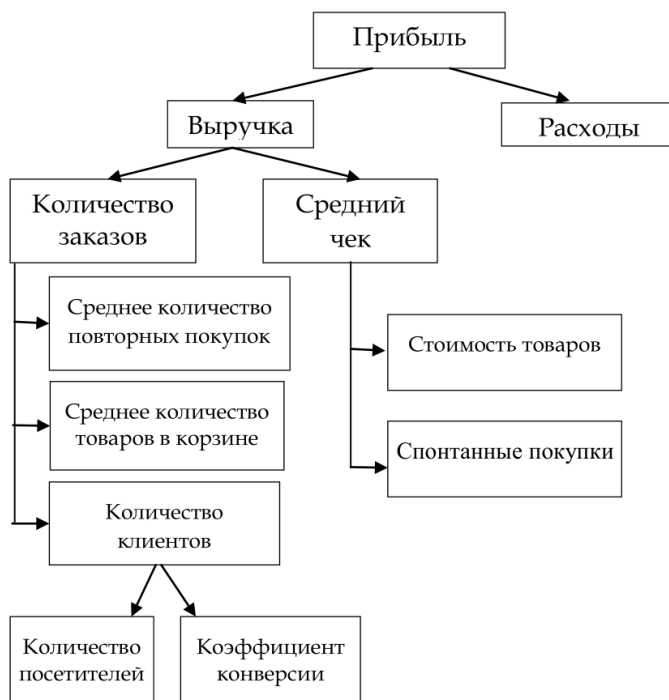 Прибыль
Выручка
Расходы
Количество
заказов
Средний
чек
Среднее количество
повторных покупок
Стоимость товаров
Среднее количество
товаров в корзине
Спонтанные покупки
Количество
клиентов
Количество
посетителей
Коэффициент
конверсии